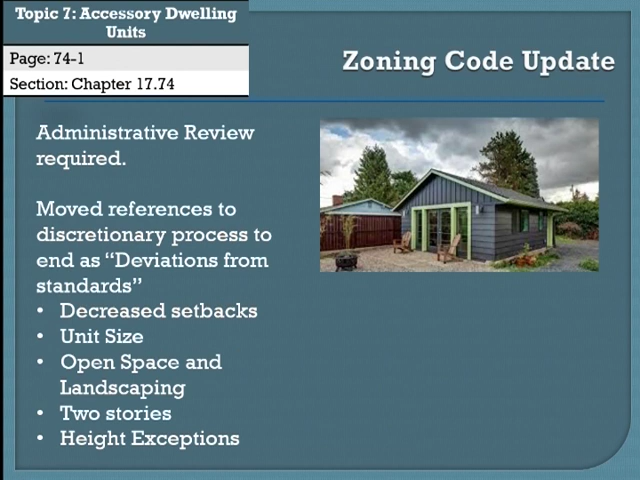 Topic 7: Accessory Dwelling
Units
Page: 74-1
Section: Chapter 17.74
Zoning Code Update
Administrative Review
required.
Moved references to
discretionary process to
end as “Deviations from
standards”
• Decreased setbacks
• Unit Size
• Open Space and
Landscaping
• Two stories
• Height Exceptions